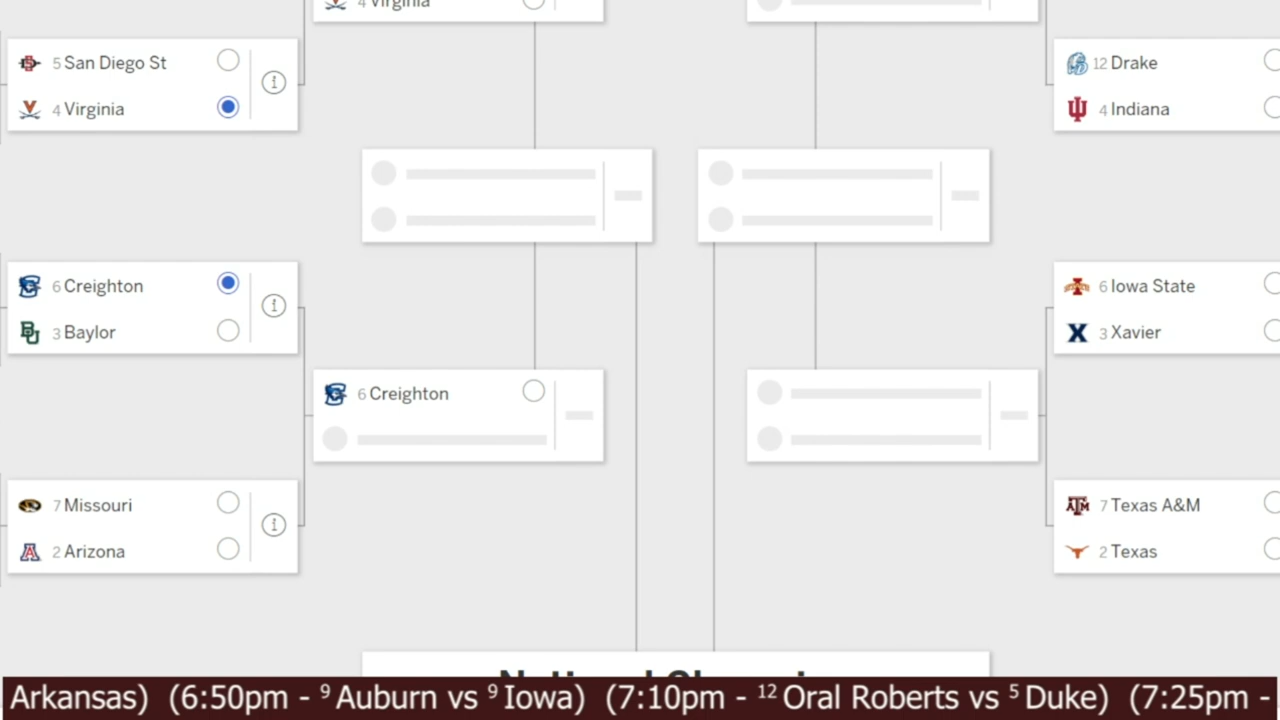 4 Virginia
5 San Diego St
4 Virginia
12 Drake
4 Indiana
6 Creighton
3 Baylor
6 Iowa State
3 Xavier
6 Creighton
7 Missouri
2 Arizona
7 Texas A&M
2 Texas
Arkansas) (6:50pm - 9 Auburn vs 9 Iowa) (7:10pm - 12 Oral Roberts vs 5 Duke) (7:25pm -